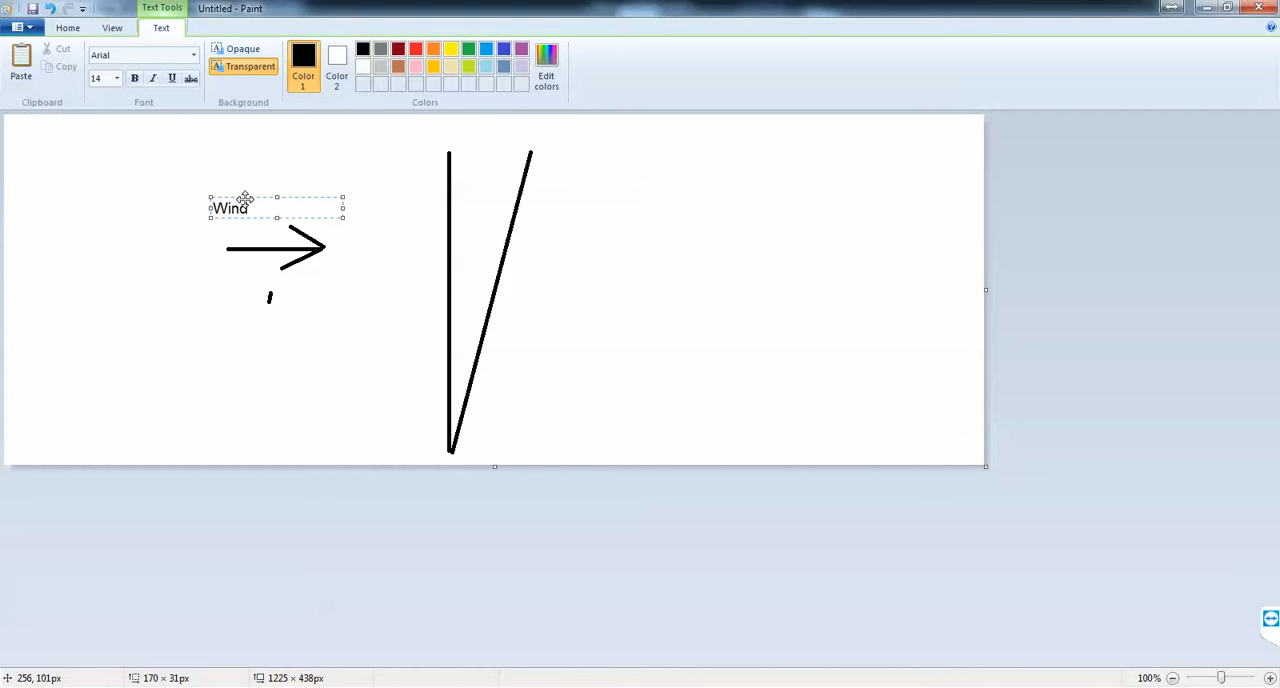 Text Tools
Untitled - Paint
Home
View
Text
Paste
Cut
Copy
Clipboard
Arial
14
B I U abc
Font
Opaque
Transparent
Background
Color 1
Color 2
Edit colors
Colors
Wind
256, 101px
170 × 31px
1225 × 438px
100%